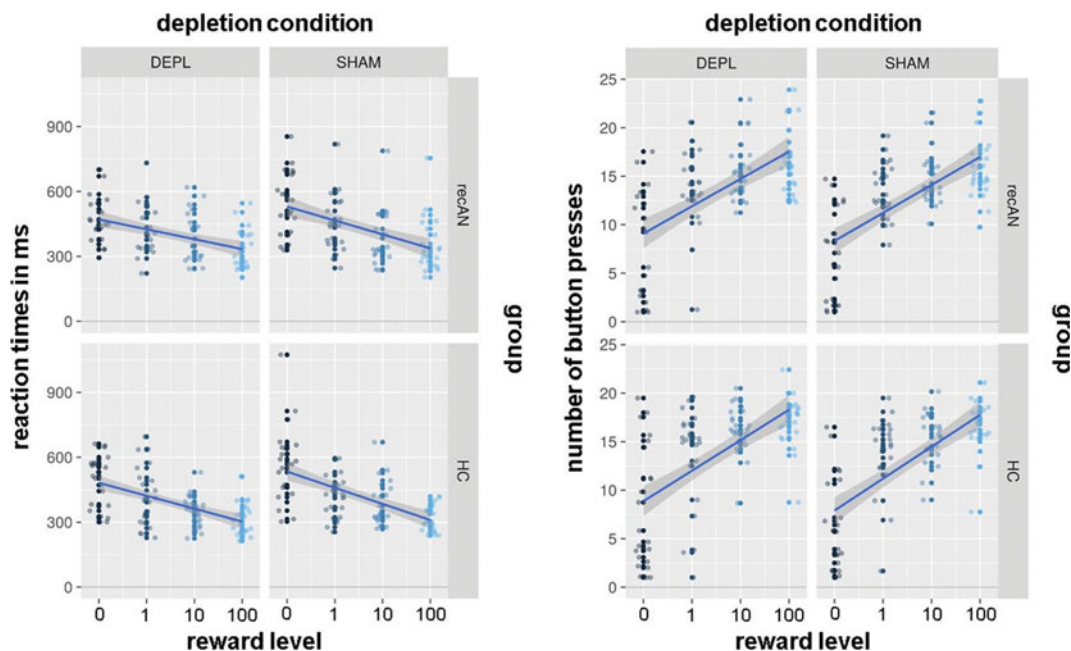 depletion condition
DEPL SHAM
900
600
300
0
recAN
900
600
300
0
HC
0 1 10 100 0 1 10 100
reward level
reaction times in ms
group
depletion condition
DEPL SHAM
25
20
15
10
5
0
recAN
25
20
15
10
5
0
HC
0 1 10 100 0 1 10 100
reward level
number of button presses
group